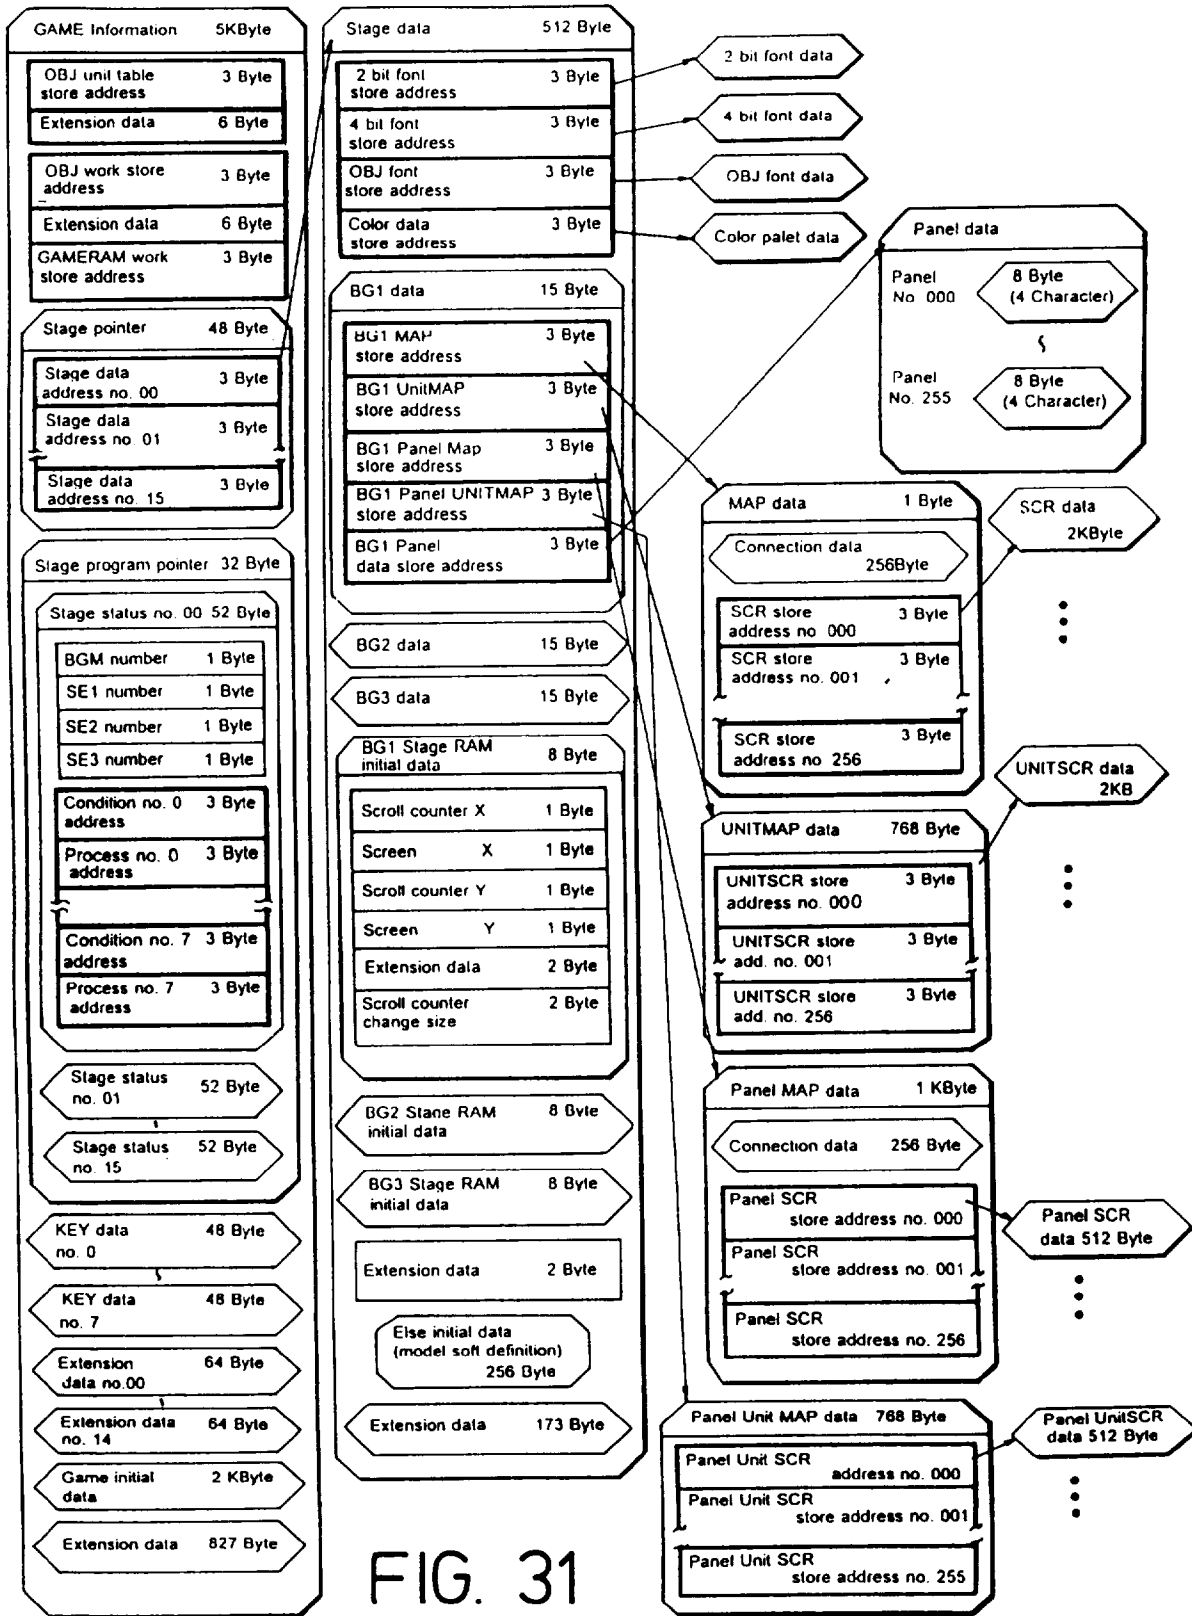 GAME Information 5KByte
OBJ unit table 3 Byte
store address
Extension data 6 Byte
OBJ work store 3 Byte
address
Extension data 6 Byte
GAMERAM work 3 Byte
store address
Stage pointer 48 Byte
Stage data 3 Byte
address no. 00
Stage data 3 Byte
address no. 01
Stage data 3 Byte
address no. 15
Stage program pointer 32 Byte
Stage status no. 00 52 Byte
BGM number 1 Byte
SE1 number 1 Byte
SE2 number 1 Byte
SE3 number 1 Byte
Condition no. 0 3 Byte
address
Process no. 0 3 Byte
address
Condition no. 7 3 Byte
address
Process no. 7 3 Byte
address
Stage status 52 Byte
no. 01
Stage status 52 Byte
no. 15
KEY data 48 Byte
no. 0
KEY data 48 Byte
no. 7
Extension 64 Byte
data no.00
Extension data 64 Byte
no. 14
Game initial 2 KByte
data
Extension data 827 Byte
Stage data 512 Byte
2 bit font 3 Byte
store address
4 bit font 3 Byte
store address
OBJ font 3 Byte
store address
Color data 3 Byte
store address
BG1 data 15 Byte
BG1 MAP 3 Byte
store address
BG1 UnitMAP 3 Byte
store address
BG1 Panel Map 3 Byte
store address
BG1 Panel UNITMAP 3 Byte
store address
BG1 Panel 3 Byte
data store address
BG2 data 15 Byte
BG3 data 15 Byte
BG1 Stage RAM 8 Byte
initial data
Scroll counter X 1 Byte
Screen X 1 Byte
Scroll counter Y 1 Byte
Screen Y 1 Byte
Extension data 2 Byte
Scroll counter 2 Byte
change size
BG2 Stane RAM 8 Byte
initial data
BG3 Stage RAM 8 Byte
initial data
Extension data 2 Byte
Else initial data
(model soft definition)
256 Byte
Extension data 173 Byte
2 bit font data
4 bit font data
OBJ font data
Color palet data
Panel data
Panel 8 Byte
No. 000 (4 Character)
Panel 8 Byte
No. 255 (4 Character)
MAP data 1 Byte
Connection data
256Byte
SCR store 3 Byte
address no 000
SCR store 3 Byte
address no. 001
SCR store 3 Byte
address no 256
SCR data
2KByte
UNITMAP data 768 Byte
UNITSCR store 3 Byte
address no. 000
UNITSCR store 3 Byte
add. no. 001
UNITSCR store 3 Byte
add. no. 256
UNITSCR data
2KB
Panel MAP data 1 KByte
Connection data 256 Byte
Panel SCR
store address no. 000
Panel SCR
store address no. 001
Panel SCR
store address no. 256
Panel SCR
data 512 Byte
Panel Unit MAP data 768 Byte
Panel Unit SCR
address no. 000
Panel Unit SCR
store address no. 001
Panel Unit SCR
store address no. 255
Panel UnitSCR
data 512 Byte
FIG. 31